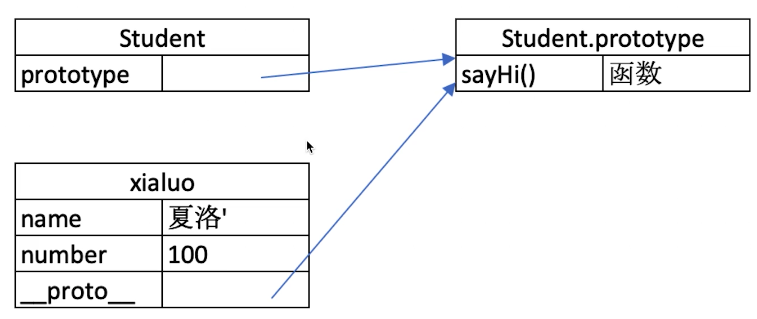 Student
prototype
Student.prototype
sayHi() 函数
xialuo
name 夏洛'
number 100
__proto__